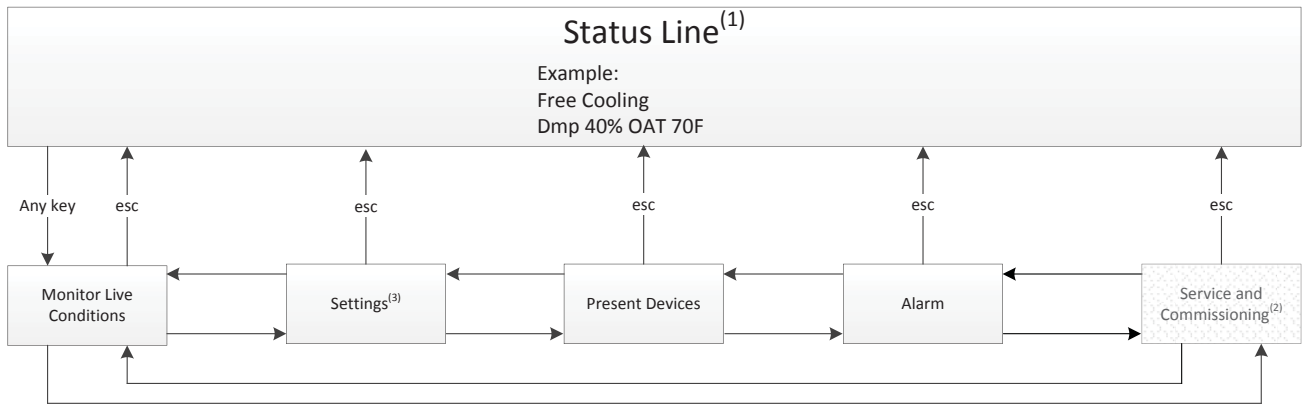 Status Line(1)
Example:
Free Cooling
Dmp 40% OAT 70F
Any key
esc
esc
esc
esc
esc
Monitor Live
Conditions
Settings(3)
Present Devices
Alarm
Service and
Commissioning(2)